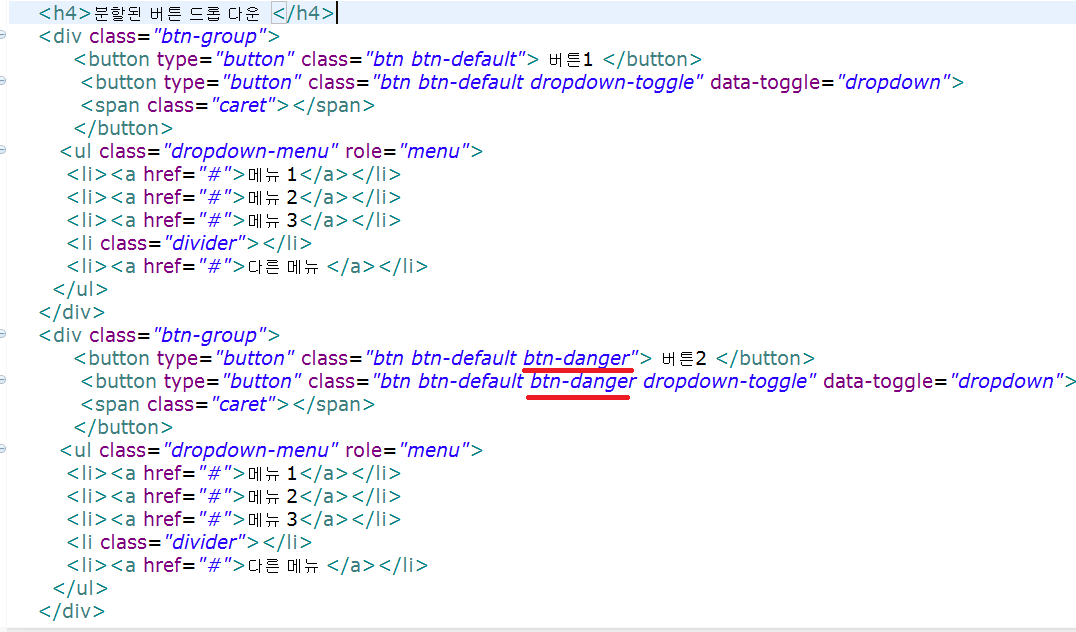 <h4>분할된 버튼 드롭 다운 </h4>
<div class="btn-group">
<button type="button" class="btn btn-default"> 버튼1 </button>
<button type="button" class="btn btn-default dropdown-toggle" data-toggle="dropdown">
<span class="caret"></span>
</button>
<ul class="dropdown-menu" role="menu">
<li><a href="#">메뉴 1</a></li>
<li><a href="#">메뉴 2</a></li>
<li><a href="#">메뉴 3</a></li>
<li class="divider"></li>
<li><a href="#">다른 메뉴 </a></li>
</ul>
</div>
<div class="btn-group">
<button type="button" class="btn btn-default btn-danger"> 버튼2 </button>
<button type="button" class="btn btn-default btn-danger dropdown-toggle" data-toggle="dropdown">
<span class="caret"></span>
</button>
<ul class="dropdown-menu" role="menu">
<li><a href="#">메뉴 1</a></li>
<li><a href="#">메뉴 2</a></li>
<li><a href="#">메뉴 3</a></li>
<li class="divider"></li>
<li><a href="#">다른 메뉴 </a></li>
</ul>
</div>